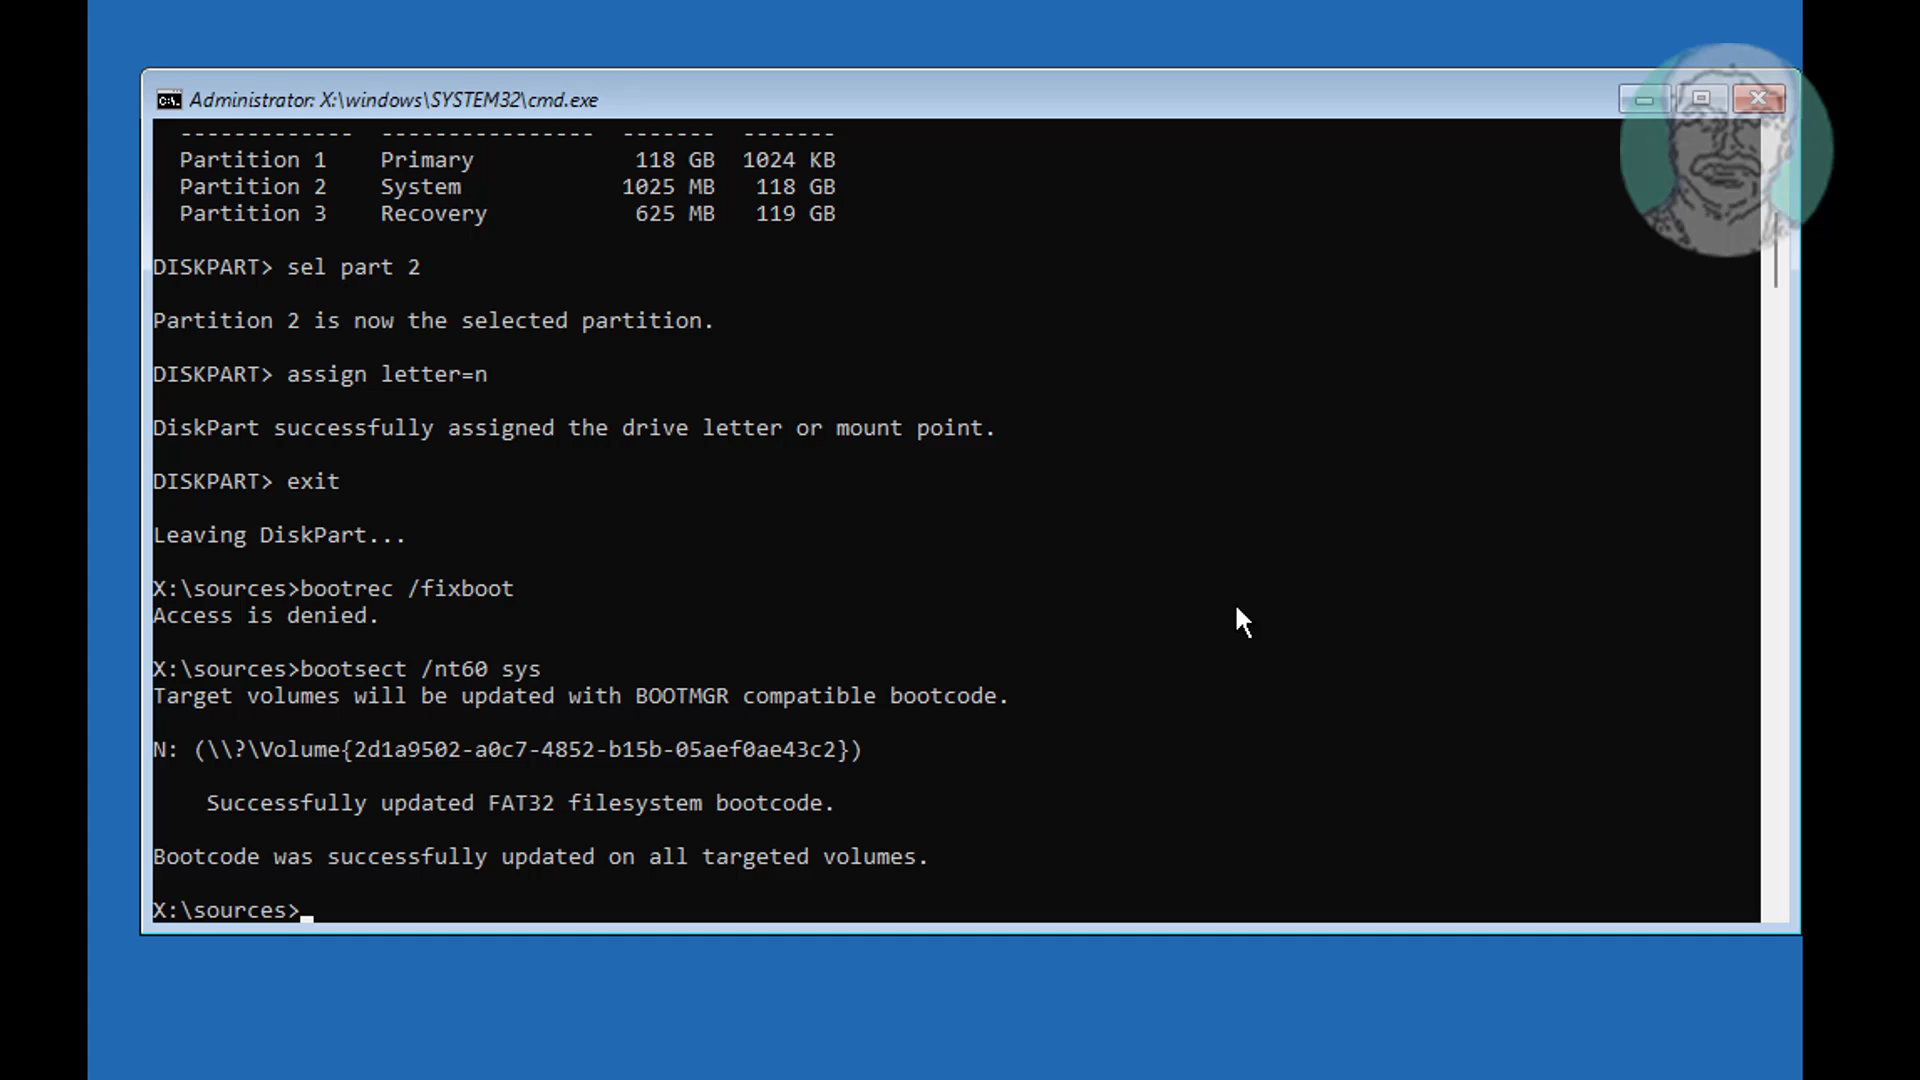 Administrator: X:\windows\SYSTEM32\cmd.exe
------------- ---------------- ------- -------
Partition 1 Primary 118 GB 1024 KB
Partition 2 System 1025 MB 118 GB
Partition 3 Recovery 625 MB 119 GB
DISKPART> sel part 2
Partition 2 is now the selected partition.
DISKPART> assign letter=n
DiskPart successfully assigned the drive letter or mount point.
DISKPART> exit
Leaving DiskPart...
X:\sources>bootrec /fixboot
Access is denied.
X:\sources>bootsect /nt60 sys
Target volumes will be updated with BOOTMGR compatible bootcode.
N: (\\?\Volume{2d1a9502-a0c7-4852-b15b-05aef0ae43c2})
Successfully updated FAT32 filesystem bootcode.
Bootcode was successfully updated on all targeted volumes.
X:\sources>